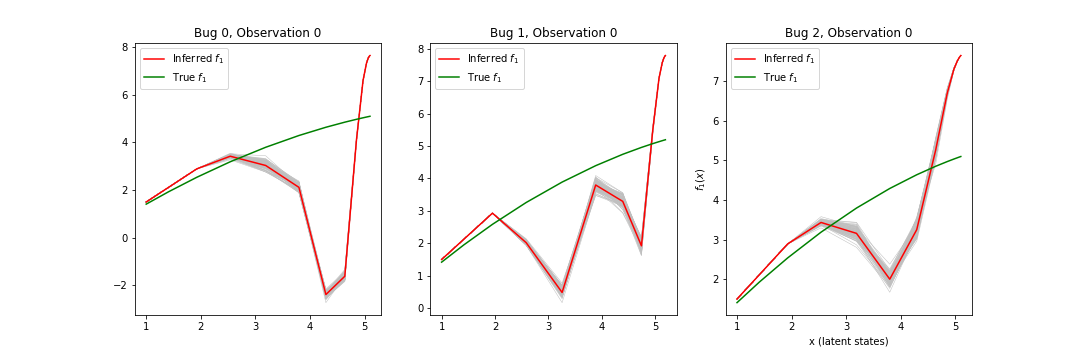 Bug 0, Observation 0
Inferred f₁
True f₁
8
6
4
2
0
−2
1 2 3 4 5
Bug 1, Observation 0
Inferred f₁
True f₁
8
7
6
5
4
3
2
1
0
1 2 3 4 5
Bug 2, Observation 0
Inferred f₁
True f₁
f₁(x)
7
6
5
4
3
2
1 2 3 4 5
x (latent states)